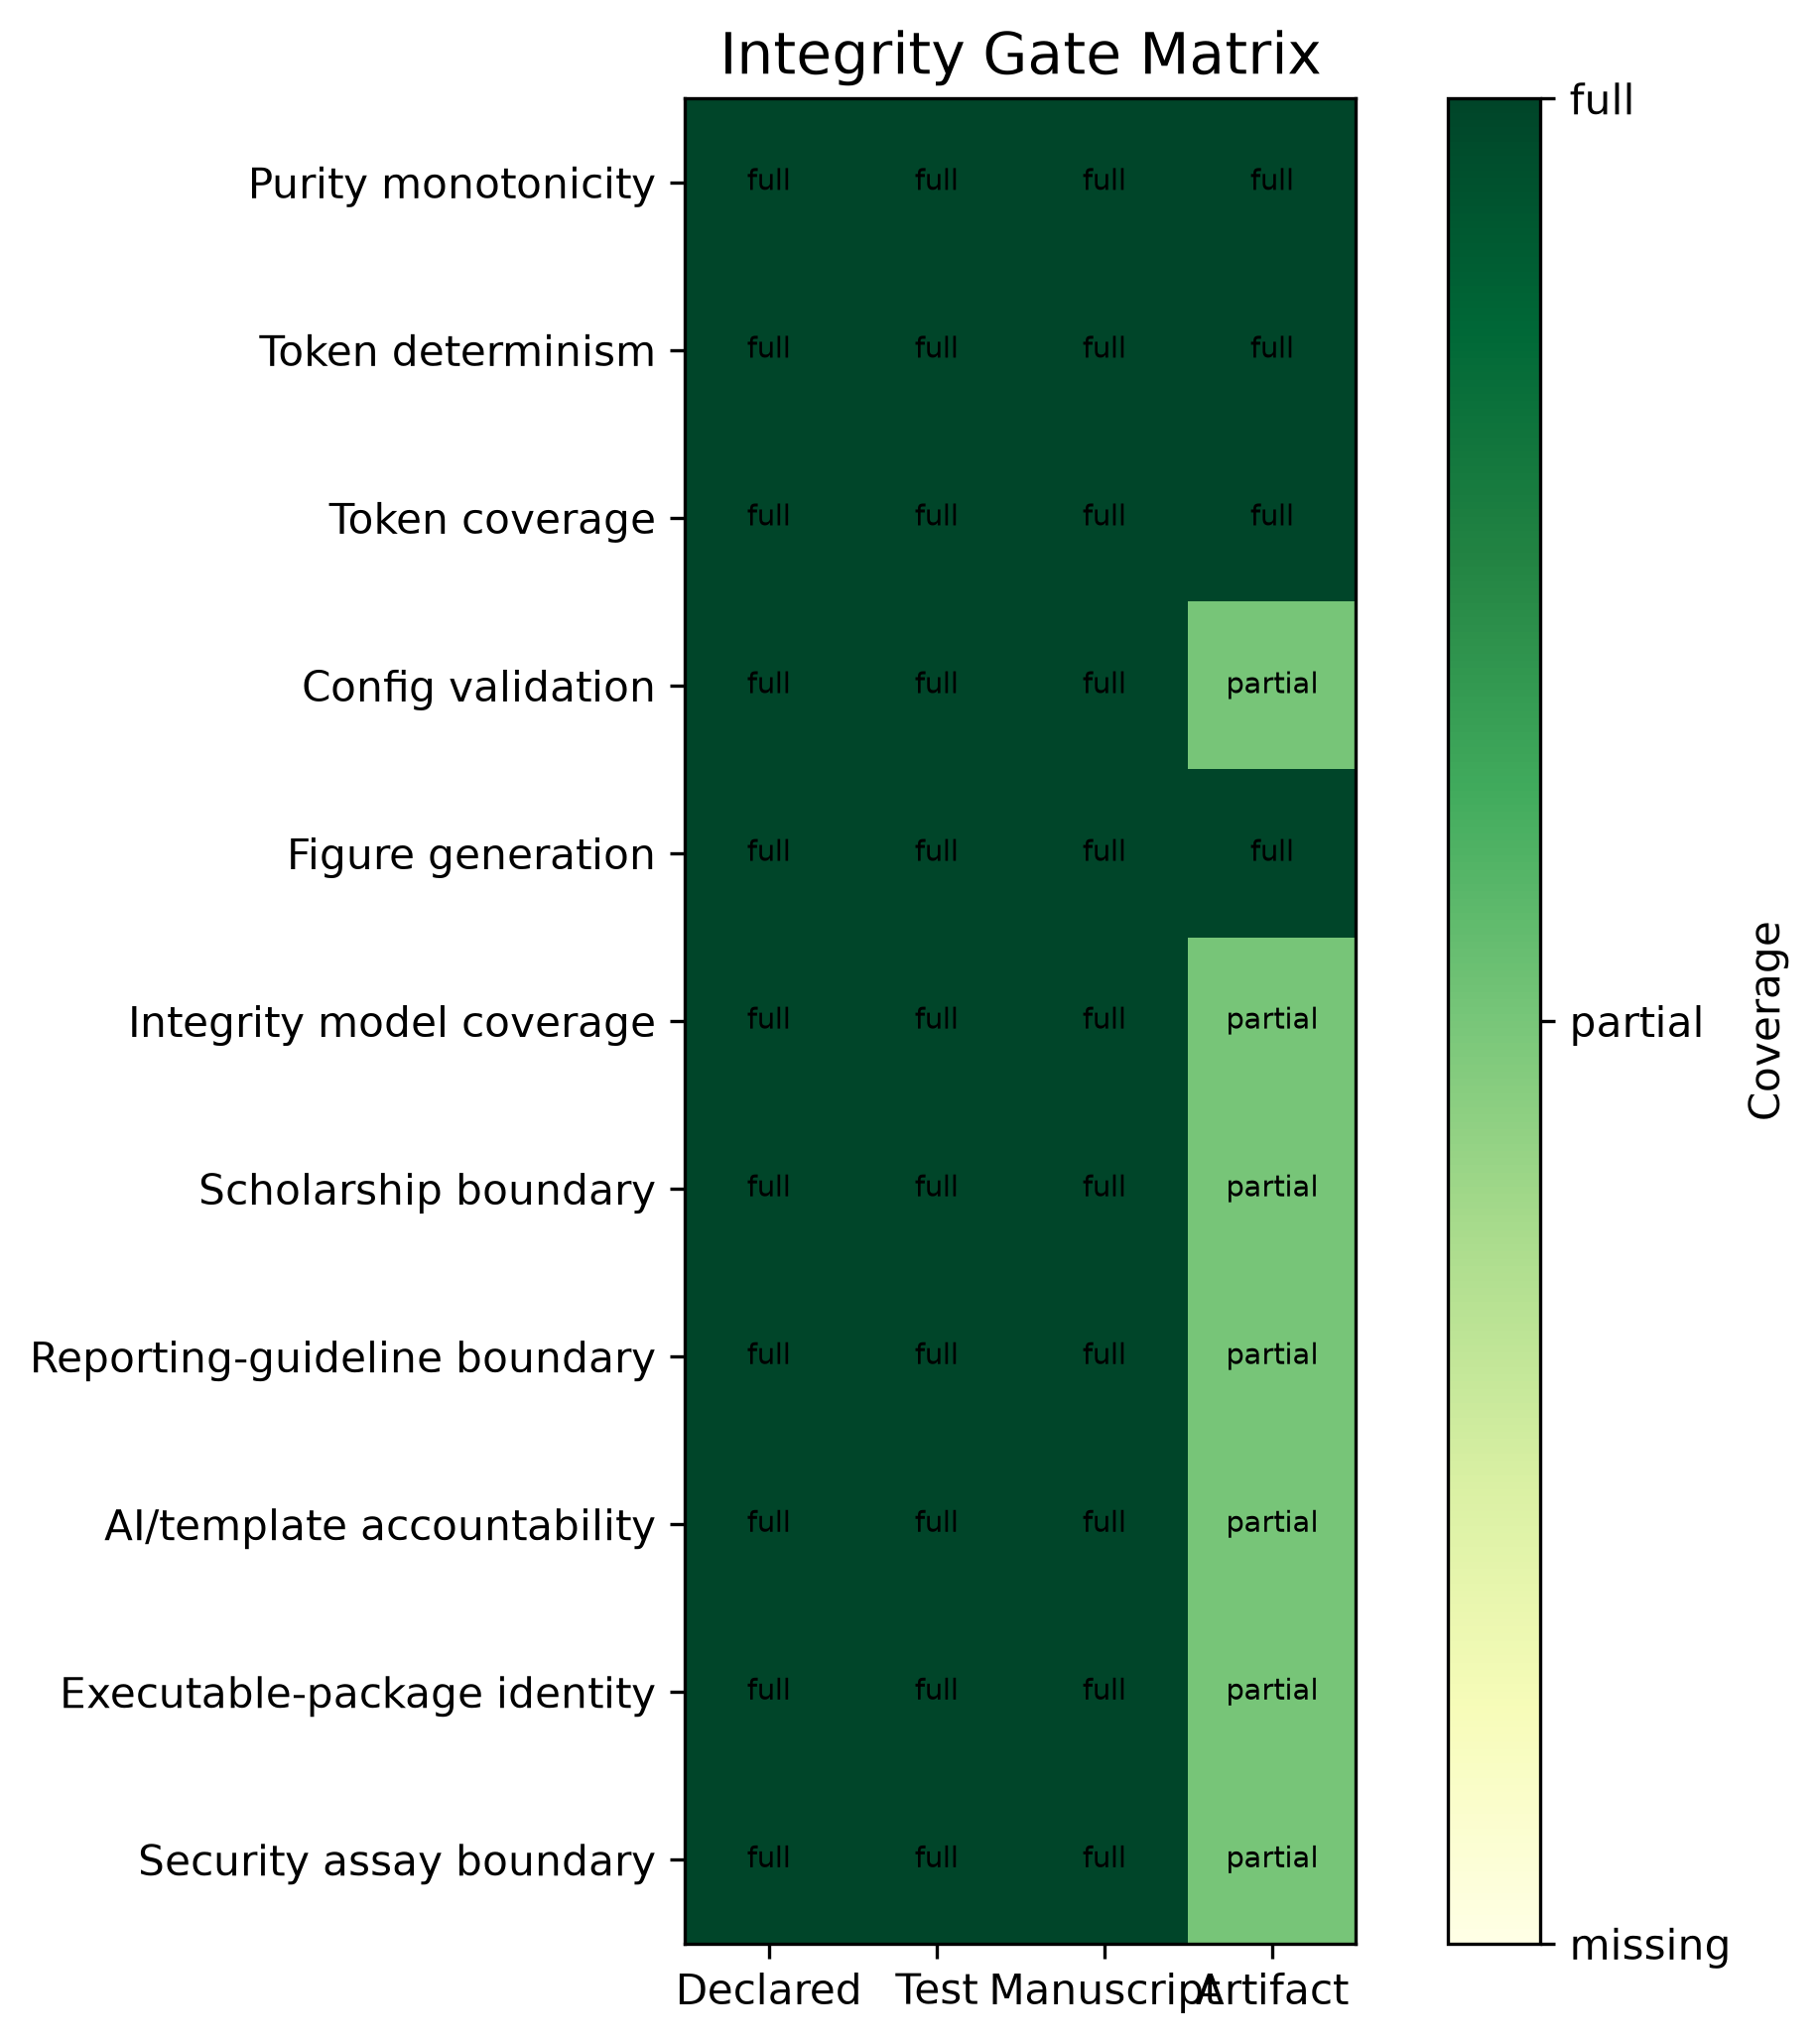 Integrity Gate Matrix
Purity monotonicity full full full full
Token determinism full full full full
Token coverage full full full full
Config validation full full full partial
Figure generation full full full full
Integrity model coverage full full full partial
Scholarship boundary full full full partial
Reporting-guideline boundary full full full partial
AI/template accountability full full full partial
Executable-package identity full full full partial
Security assay boundary full full full partial
Declared Test Manuscript Artifact
full
partial
missing
Coverage